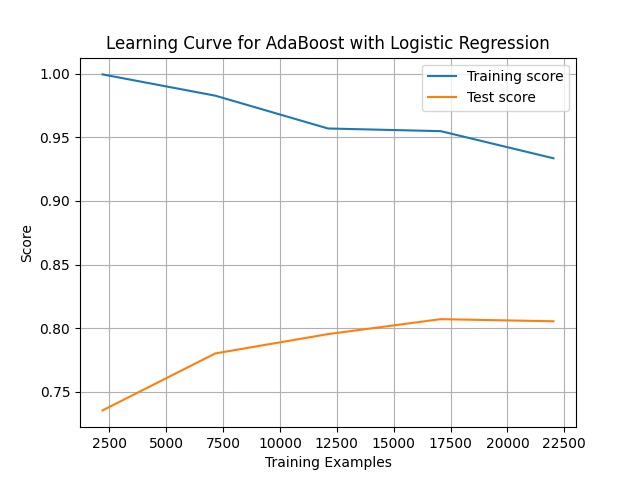 Learning Curve for AdaBoost with Logistic Regression
Training score
Test score
1.00
0.95
0.90
0.85
0.80
0.75
Score
2500 5000 7500 10000 12500 15000 17500 20000 22500
Training Examples